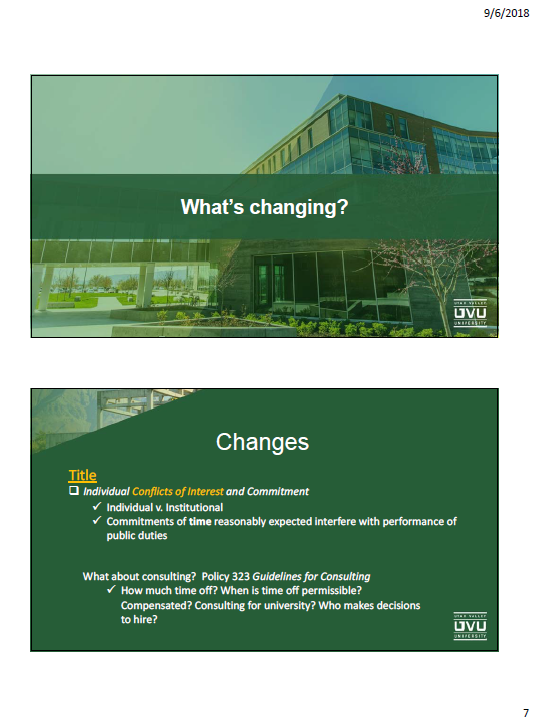 9/6/2018
What's changing?
UTAH VALLEY
UVU
UNIVERSITY
Changes
Title
❑ Individual Conflicts of Interest and Commitment
✓ Individual v. Institutional
✓ Commitments of time reasonably expected interfere with performance of
public duties
What about consulting? Policy 323 Guidelines for Consulting
✓ How much time off? When is time off permissible?
Compensated? Consulting for university? Who makes decisions
to hire?
UTAH VALLEY
UVU
UNIVERSITY
7